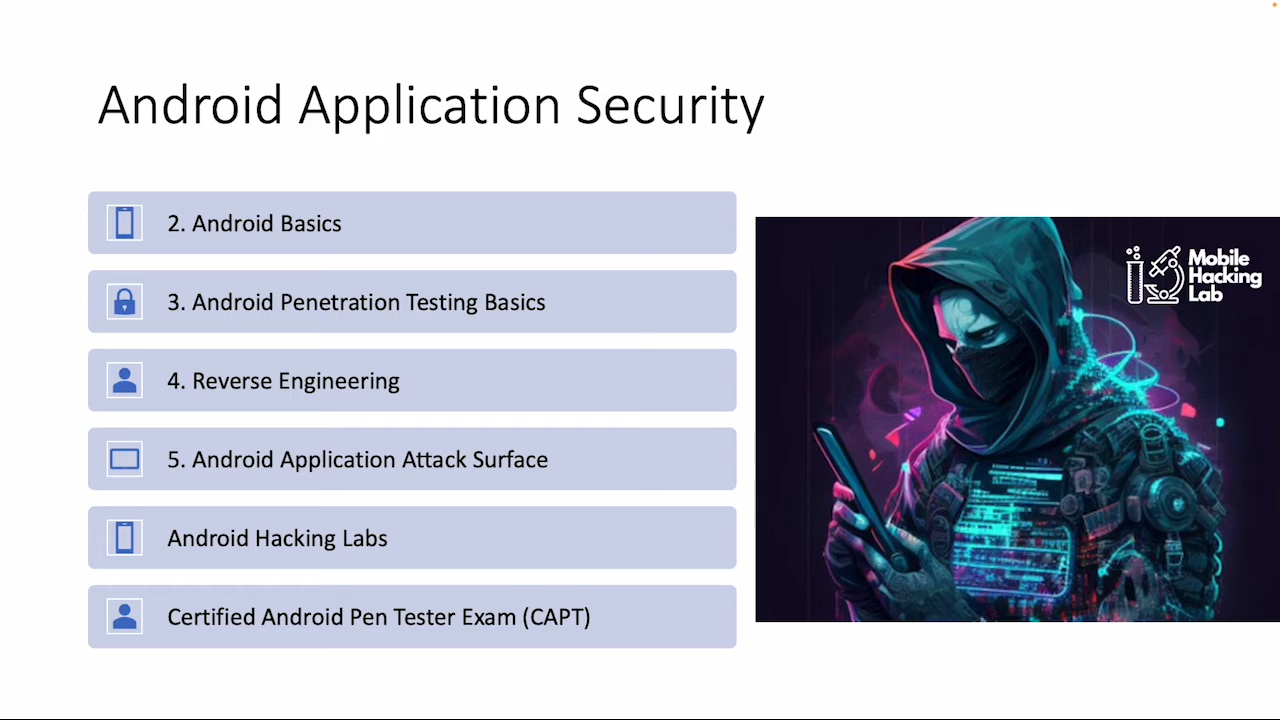 Android Application Security
2. Android Basics
3. Android Penetration Testing Basics
4. Reverse Engineering
5. Android Application Attack Surface
Android Hacking Labs
Certified Android Pen Tester Exam (CAPT)
Mobile
Hacking
Lab